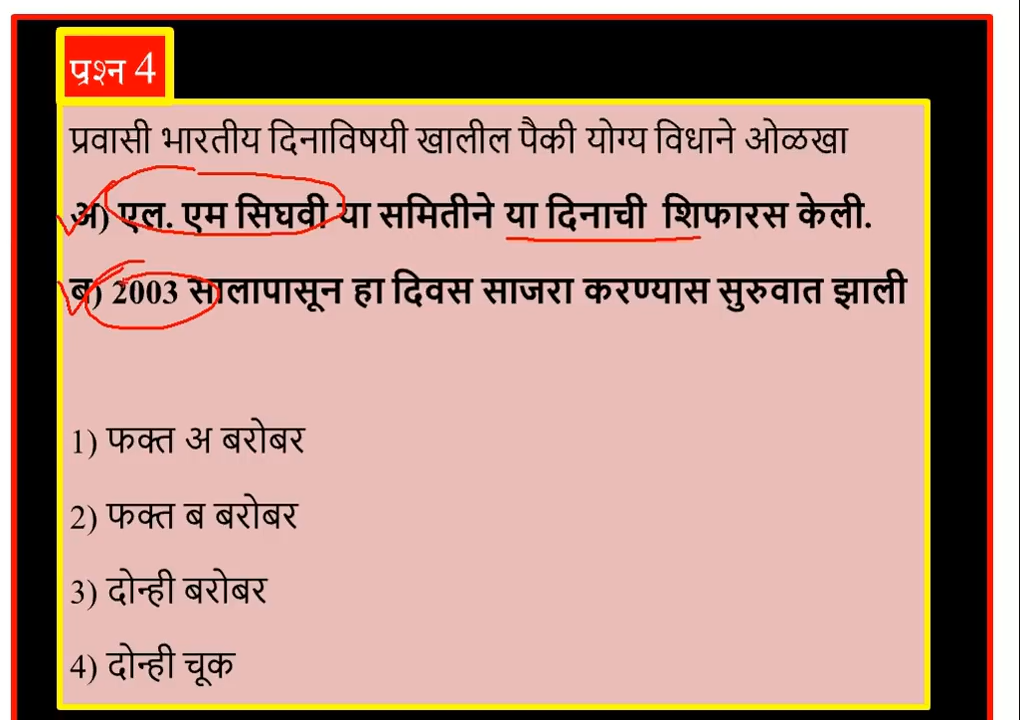 प्रश्न 4
प्रवासी भारतीय दिनाविषयी खालील पैकी योग्य विधाने ओळखा
अ) एल. एम सिघवी या समितीने या दिनाची शिफारस केली.
ब) 2003 सालापासून हा दिवस साजरा करण्यास सुरुवात झाली
1) फक्त अ बरोबर
2) फक्त ब बरोबर
3) दोन्ही बरोबर
4) दोन्ही चूक